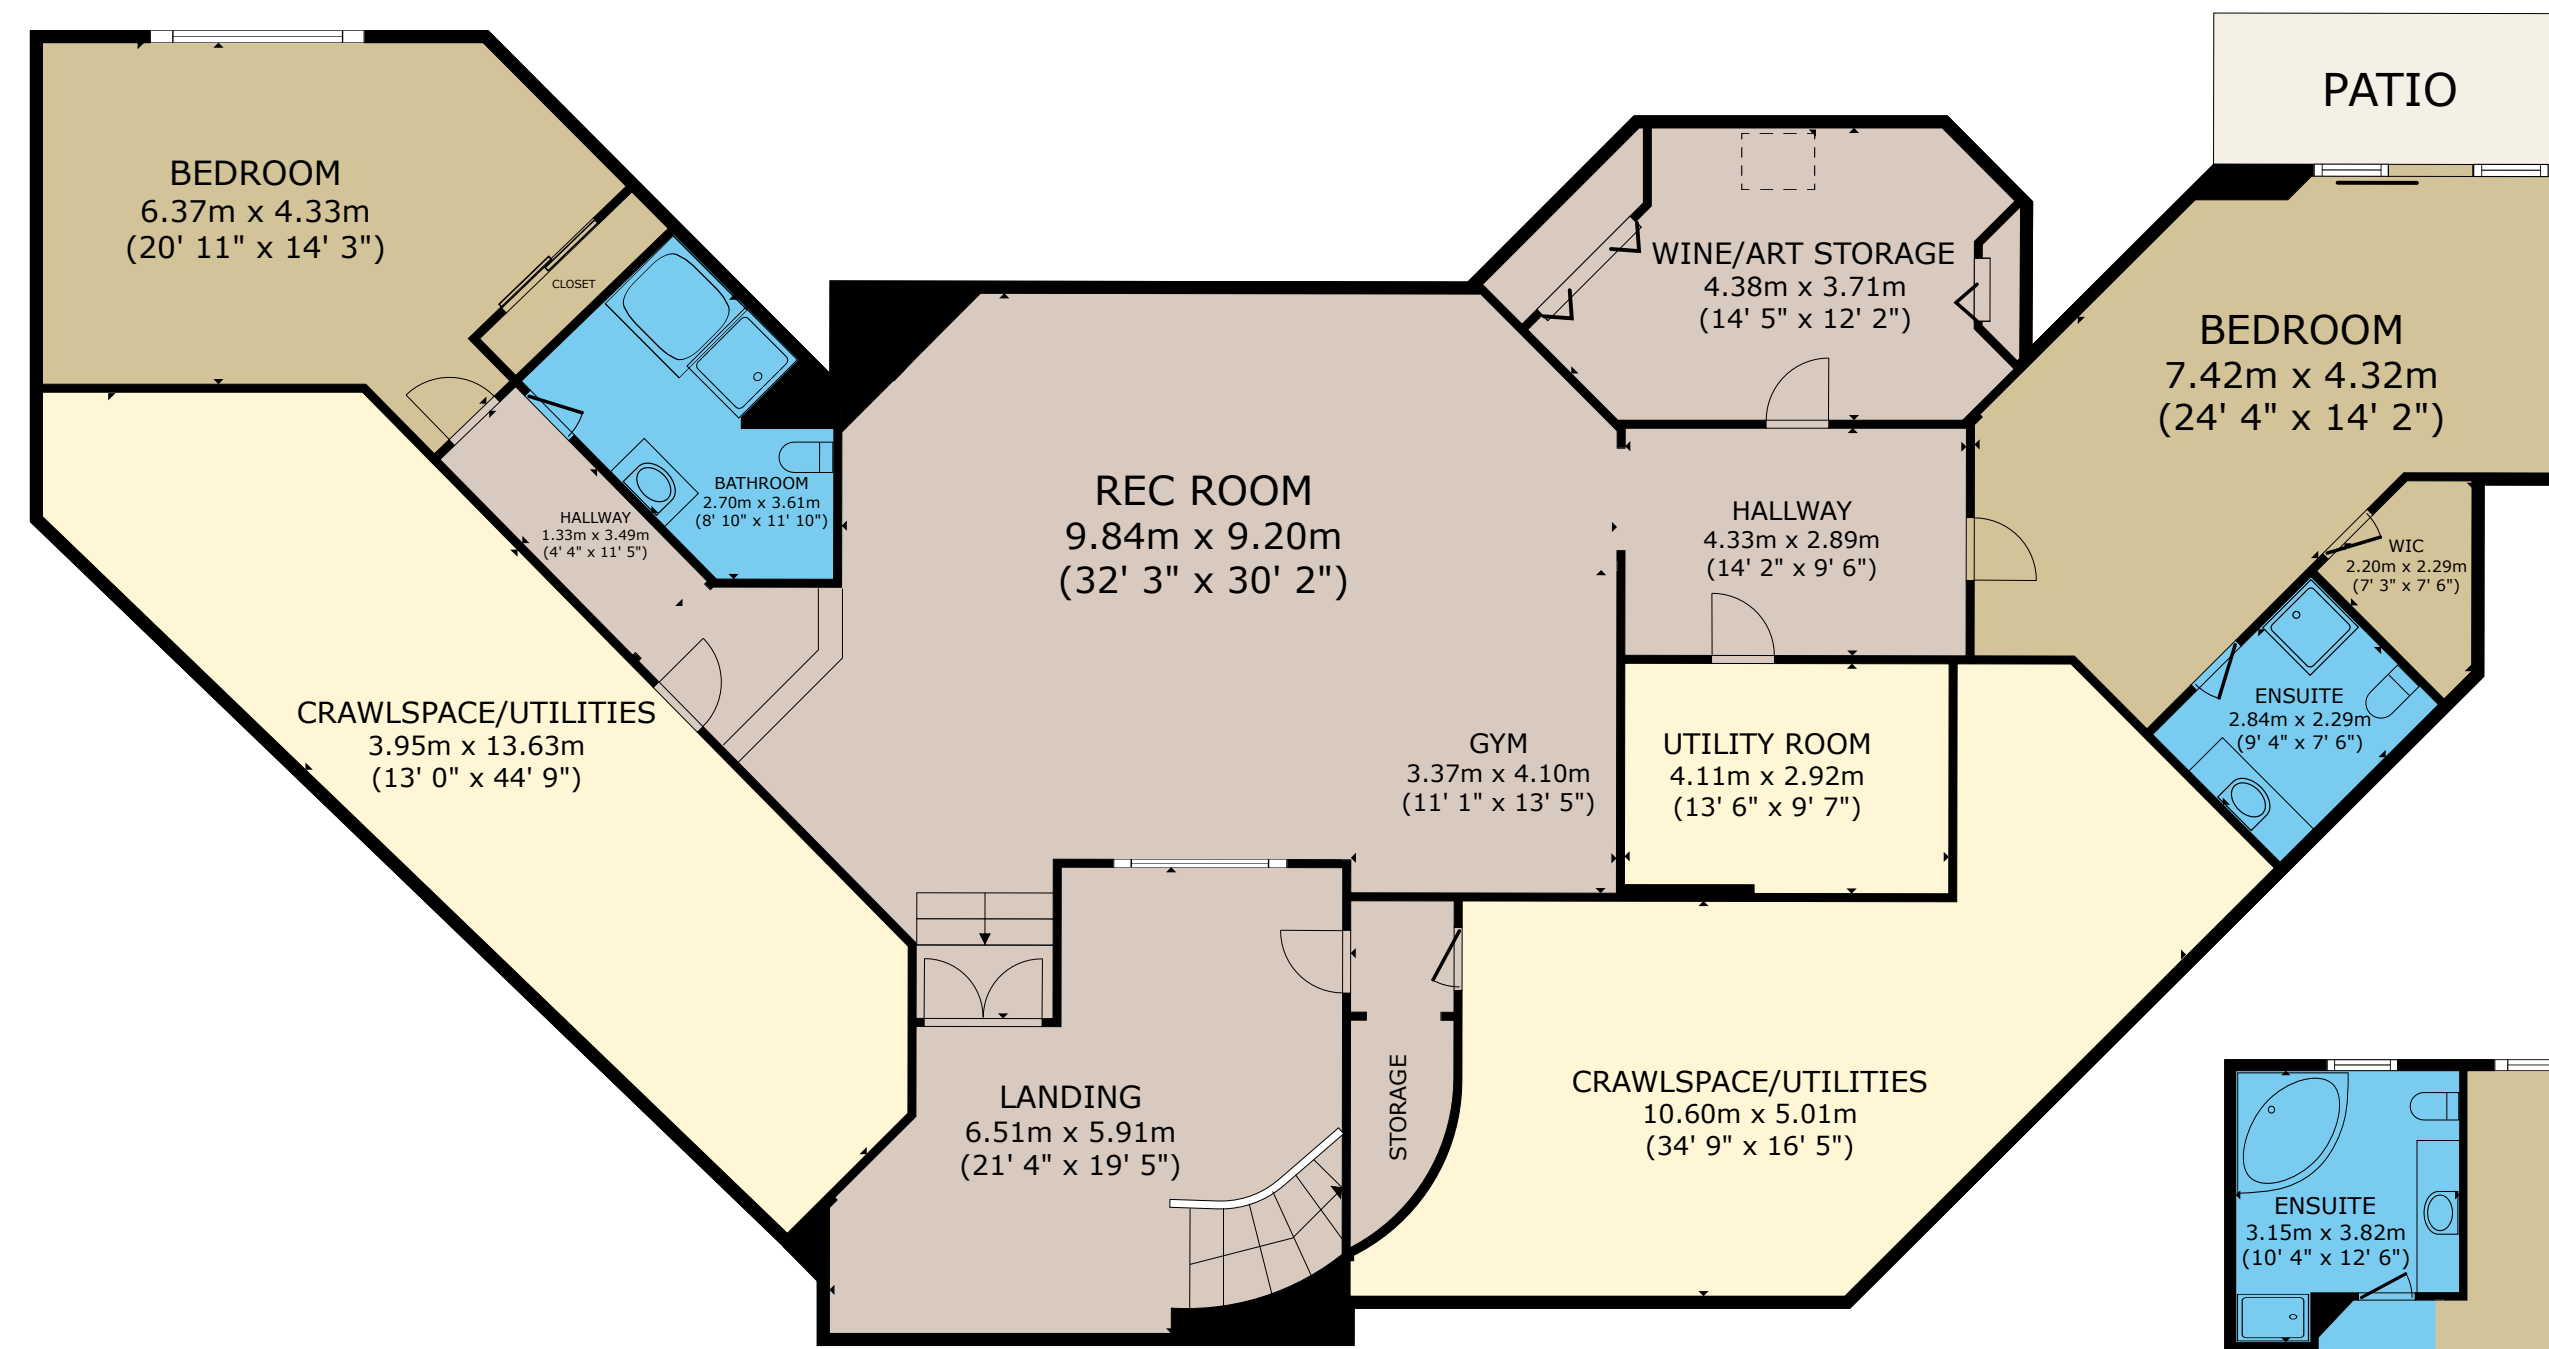 PATIO
BEDROOM
6.37m x 4.33m
(20' 11" x 14' 3")
CLOSET
WINE/ART STORAGE
4.38m x 3.71m
(14' 5" x 12' 2")
BEDROOM
7.42m x 4.32m
(24' 4" x 14' 2")
BATHROOM
2.70m x 3.61m
(8' 10" x 11' 10")
HALLWAY
1.33m x 3.49m
(4' 4" x 11' 5")
REC ROOM
9.84m x 9.20m
(32' 3" x 30' 2")
HALLWAY
4.33m x 2.89m
(14' 2" x 9' 6")
WIC
2.20m x 2.29m
(7' 3" x 7' 6")
ENSUITE
2.84m x 2.29m
(9' 4" x 7' 6")
CRAWLSPACE/UTILITIES
3.95m x 13.63m
(13' 0" x 44' 9")
GYM
3.37m x 4.10m
(11' 1" x 13' 5")
UTILITY ROOM
4.11m x 2.92m
(13' 6" x 9' 7")
LANDING
6.51m x 5.91m
(21' 4" x 19' 5")
STORAGE
CRAWLSPACE/UTILITIES
10.60m x 5.01m
(34' 9" x 16' 5")
ENSUITE
3.15m x 3.82m
(10' 4" x 12' 6")